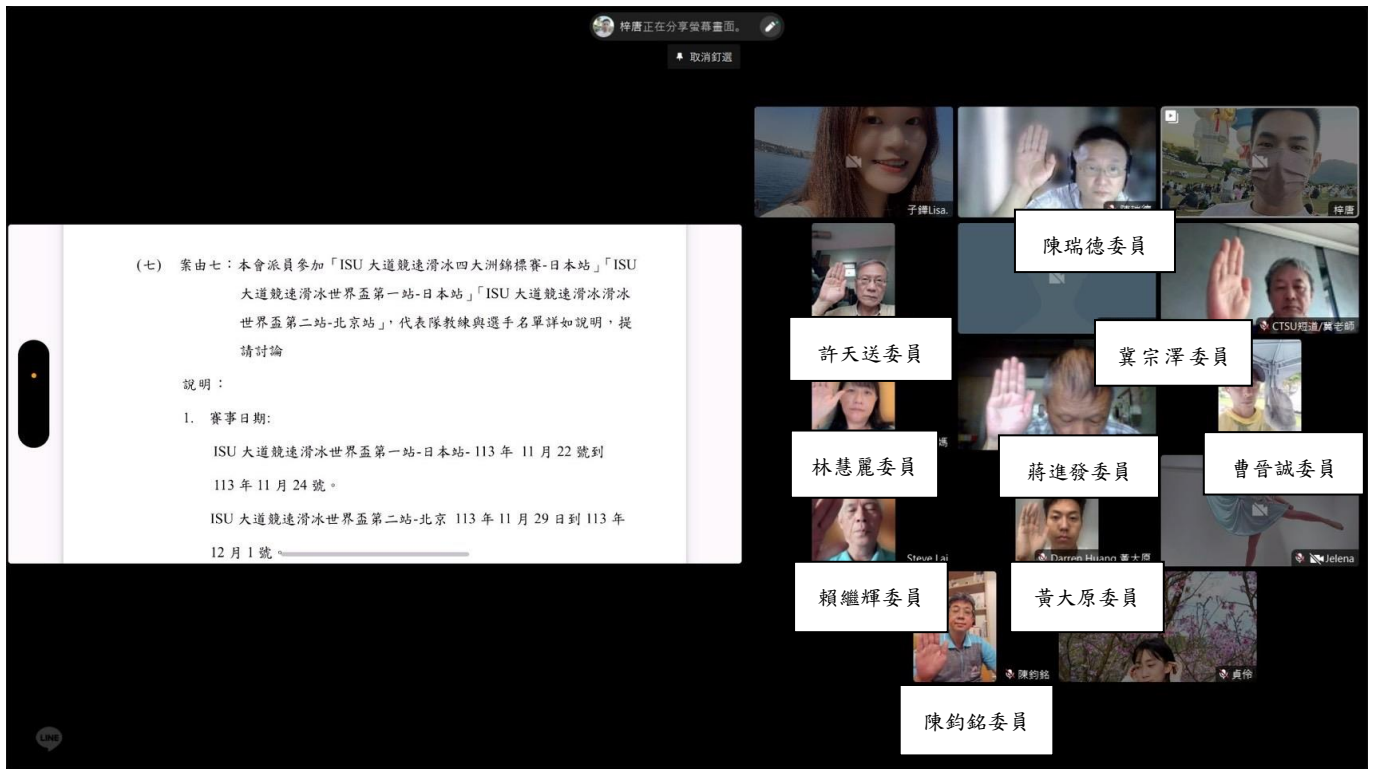 梓唐正在分享螢幕畫面。
取消釘選
(七) 案由七：本會派員參加「ISU 大道競速滑冰四大洲錦標賽-日本站」「ISU
大道競速滑冰世界盃第一站-日本站」「ISU 大道競速滑冰滑冰
世界盃第二站-北京站」，代表隊教練與選手名單詳如說明，提
請討論
說明：
1. 賽事日期:
ISU 大道競速滑冰世界盃第一站-日本站- 113 年 11 月 22 號到
113 年 11 月 24 號。
ISU 大道競速滑冰世界盃第二站-北京 113 年 11 月 29 日到 113 年
12 月 1 號。
子鏵Lisa.
梓唐
陳瑞德委員
CTSU短道/冀老師
許天送委員
冀宗澤委員
媽
林慧麗委員
蔣進發委員
曹晉誠委員
Steve Lai
Darren Huang 黃大原
Jelena
賴繼輝委員
黃大原委員
陳鈞銘
貞伶
陳鈞銘委員
LINE